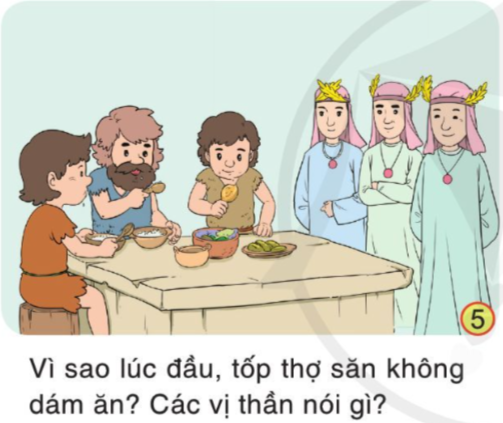 5
Vì sao lúc đầu, tốp thợ săn không
dám ăn? Các vị thần nói gì?